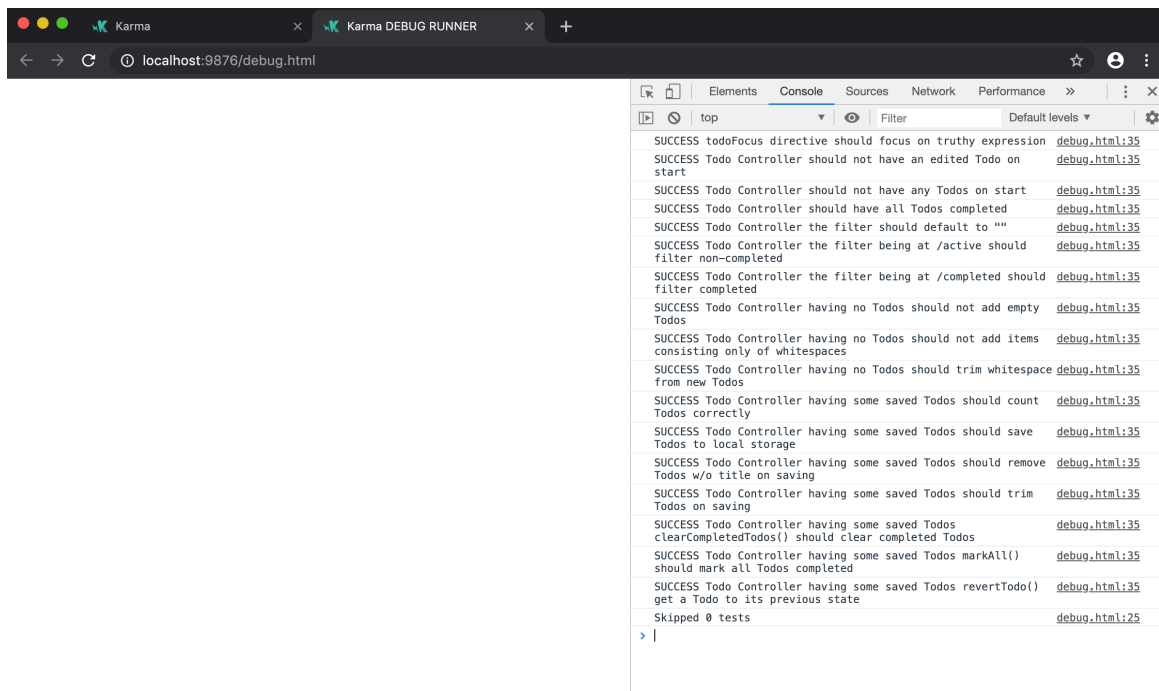 Karma
Karma DEBUG RUNNER
localhost:9876/debug.html
Elements Console Sources Network Performance
top Filter Default levels
SUCCESS todoFocus directive should focus on truthy expression debug.html:35
SUCCESS Todo Controller should not have an edited Todo on debug.html:35
start
SUCCESS Todo Controller should not have any Todos on start debug.html:35
SUCCESS Todo Controller should have all Todos completed debug.html:35
SUCCESS Todo Controller the filter should default to "" debug.html:35
SUCCESS Todo Controller the filter being at /active should debug.html:35
filter non-completed
SUCCESS Todo Controller the filter being at /completed should debug.html:35
filter completed
SUCCESS Todo Controller having no Todos should not add empty debug.html:35
Todos
SUCCESS Todo Controller having no Todos should not add items debug.html:35
consisting only of whitespaces
SUCCESS Todo Controller having no Todos should trim whitespace debug.html:35
from new Todos
SUCCESS Todo Controller having some saved Todos should count debug.html:35
Todos correctly
SUCCESS Todo Controller having some saved Todos should save debug.html:35
Todos to local storage
SUCCESS Todo Controller having some saved Todos should remove debug.html:35
Todos w/o title on saving
SUCCESS Todo Controller having some saved Todos should trim debug.html:35
Todos on saving
SUCCESS Todo Controller having some saved Todos debug.html:35
clearCompletedTodos() should clear completed Todos
SUCCESS Todo Controller having some saved Todos markAll() debug.html:35
should mark all Todos completed
SUCCESS Todo Controller having some saved Todos revertTodo() debug.html:35
get a Todo to its previous state
Skipped 0 tests debug.html:25